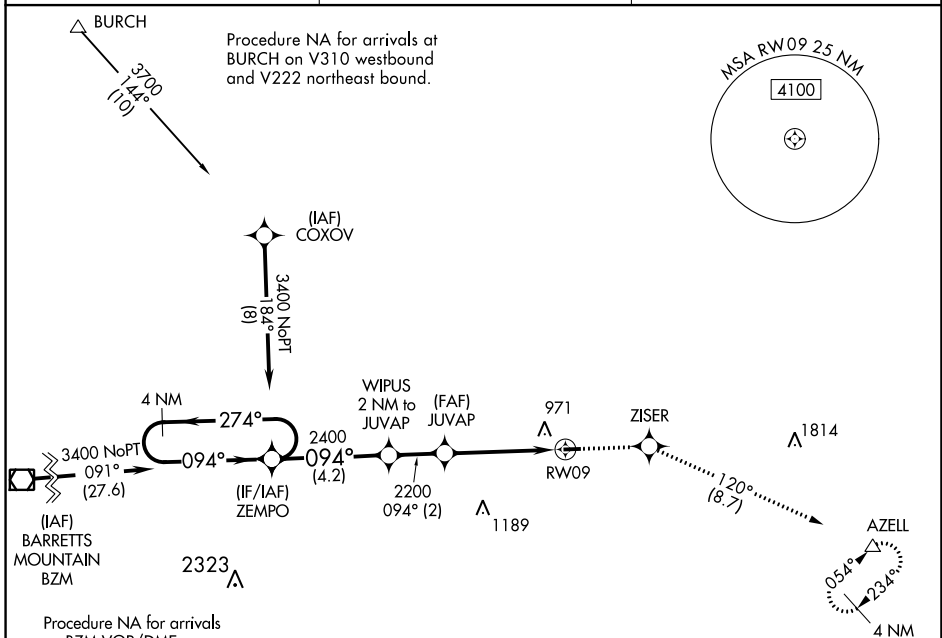 BURCH
Procedure NA for arrivals at
BURCH on V310 westbound
and V222 northeast bound.
MSA RW09 25 NM
4100
3700
144°
(10)
(IAF)
COXOV
3400 NoPT
184°
(8)
4 NM
274°
094°
3400 NoPT
091°
(27.6)
(IAF)
BARRETTS
MOUNTAIN
BZM
(IF/IAF)
ZEMPO
2400
094°
(4.2)
WIPUS
2 NM to
JUVAP
(FAF)
JUVAP
2200
094° (2)
971
RW09
1189
ZISER
1814
120°
(8.7)
AZELL
054°
234°
4 NM
2323
Procedure NA for arrivals
BZM VOR/DME